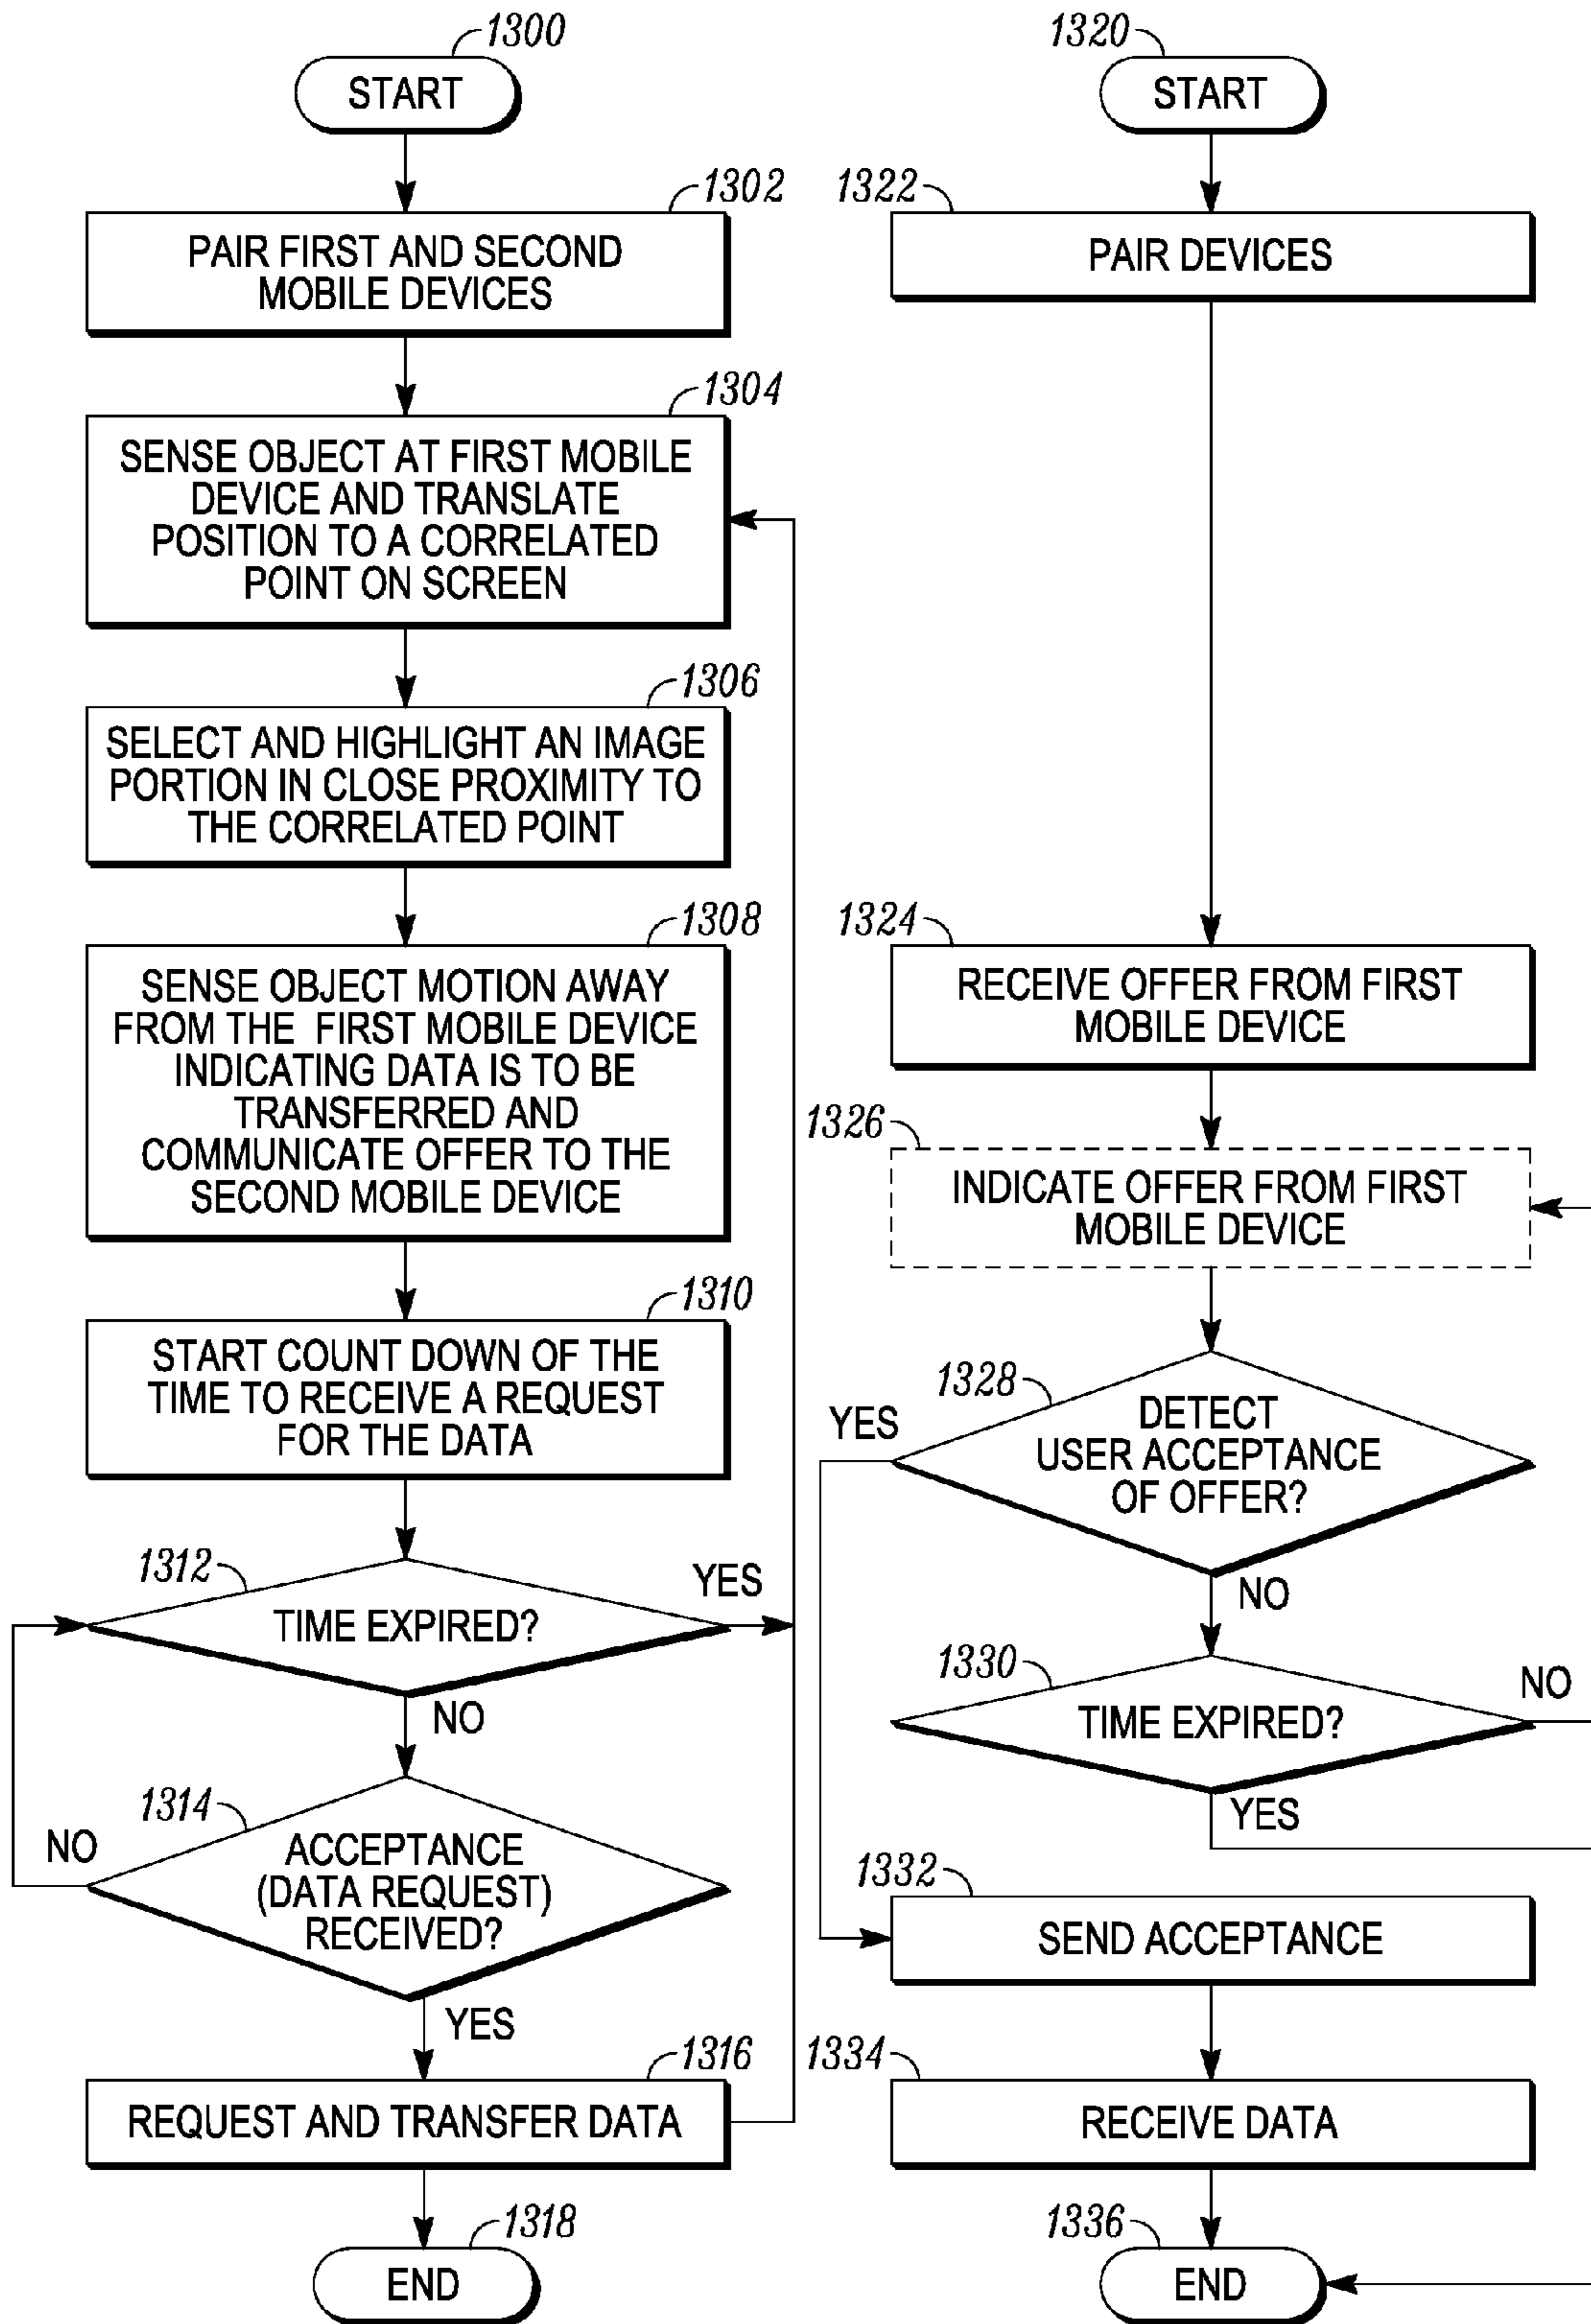 1300
START
1302
PAIR FIRST AND SECOND
MOBILE DEVICES
1304
SENSE OBJECT AT FIRST MOBILE
DEVICE AND TRANSLATE
POSITION TO A CORRELATED
POINT ON SCREEN
1306
SELECT AND HIGHLIGHT AN IMAGE
PORTION IN CLOSE PROXIMITY TO
THE CORRELATED POINT
1308
SENSE OBJECT MOTION AWAY
FROM THE FIRST MOBILE DEVICE
INDICATING DATA IS TO BE
TRANSFERRED AND
COMMUNICATE OFFER TO THE
SECOND MOBILE DEVICE
1310
START COUNT DOWN OF THE
TIME TO RECEIVE A REQUEST
FOR THE DATA
1312
YES
TIME EXPIRED?
NO
1314
NO
ACCEPTANCE
(DATA REQUEST)
RECEIVED?
YES
1316
REQUEST AND TRANSFER DATA
1318
END
1320
START
1322
PAIR DEVICES
1324
RECEIVE OFFER FROM FIRST
MOBILE DEVICE
1326
INDICATE OFFER FROM FIRST
MOBILE DEVICE
1328
YES
DETECT
USER ACCEPTANCE
OF OFFER?
NO
1330
NO
TIME EXPIRED?
YES
1332
SEND ACCEPTANCE
1334
RECEIVE DATA
1336
END